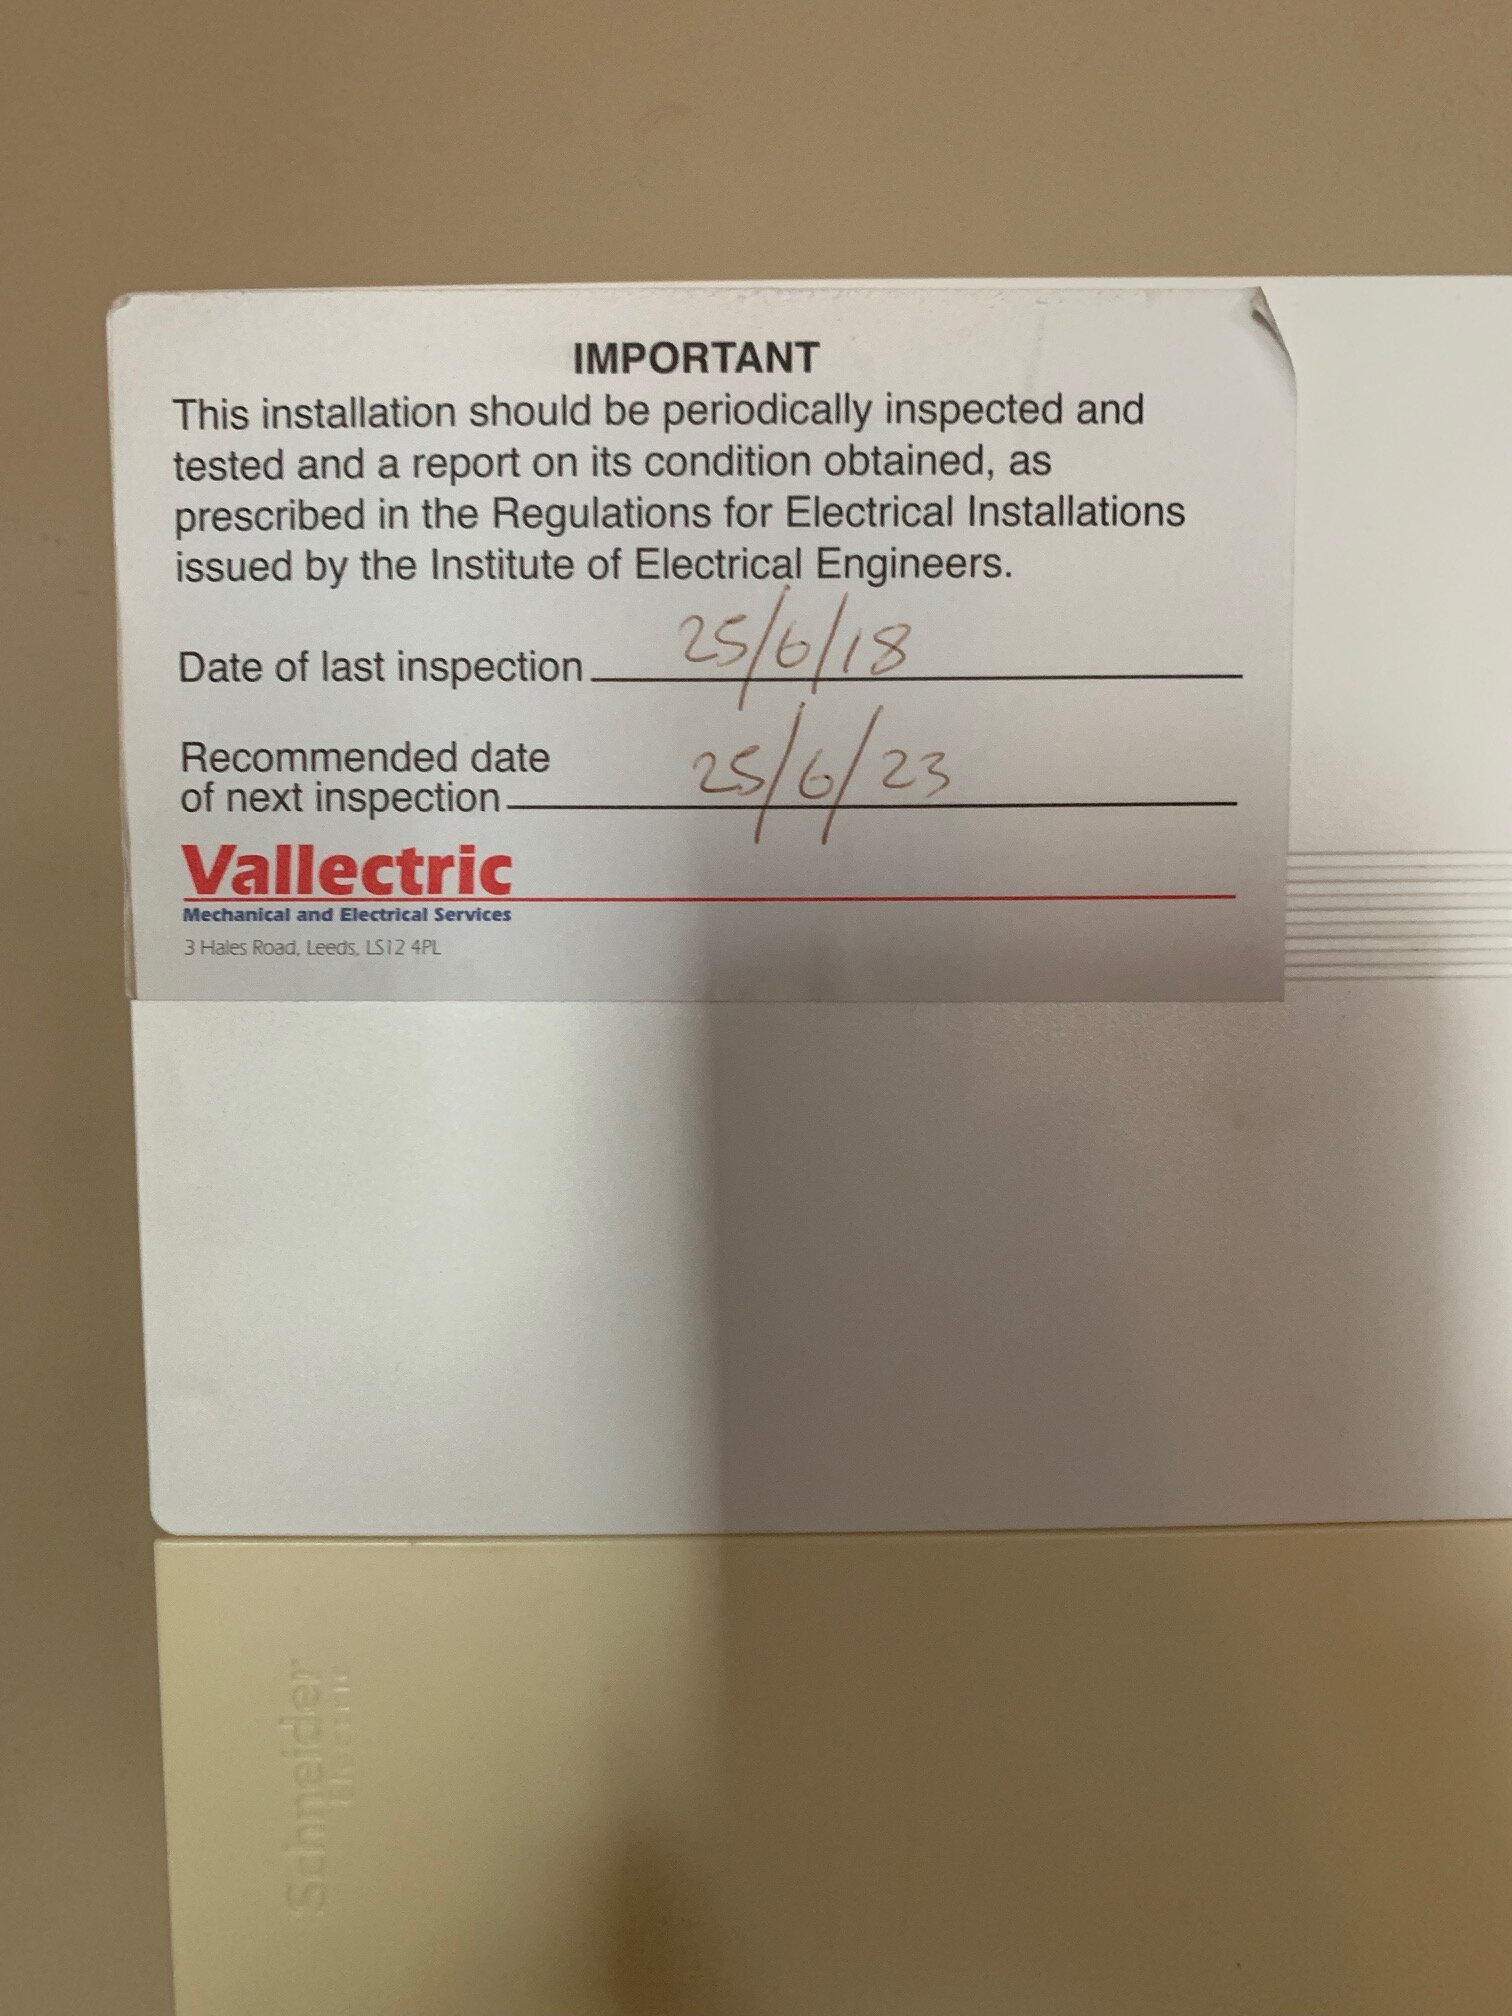 IMPORTANT
This installation should be periodically inspected and
tested and a report on its condition obtained, as
prescribed in the Regulations for Electrical Installations
issued by the Institute of Electrical Engineers.
Date of last inspection 25/6/18
Recommended date
of next inspection 25/6/23
Vallectric
Mechanical and Electrical Services
3 Hales Road, Leeds, LS12 4PL
Schneider
Electric